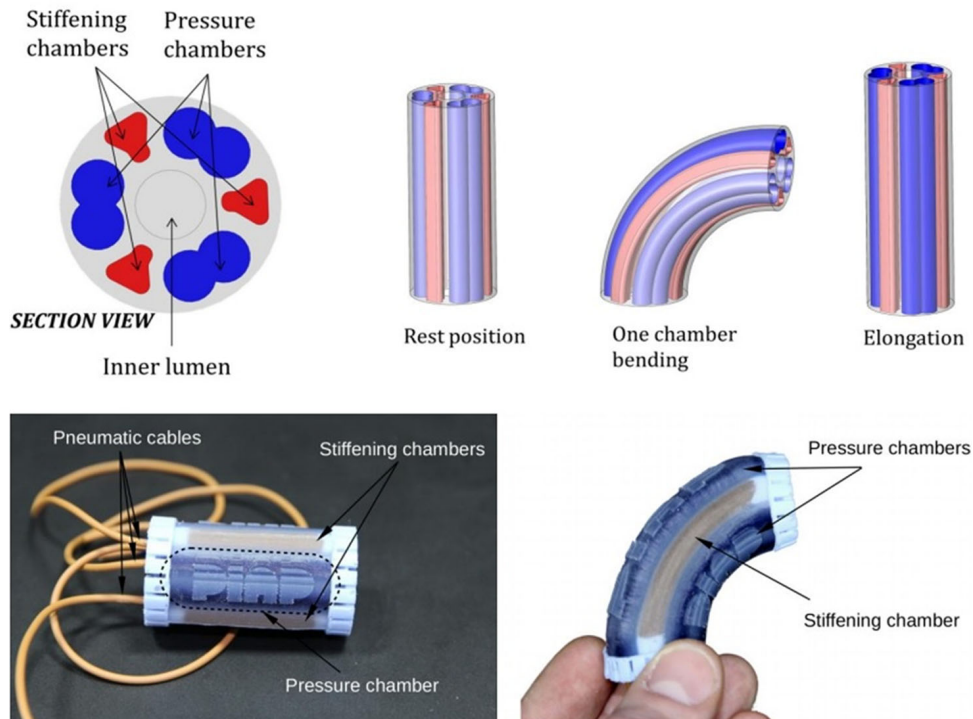 Stiffening
chambers
Pressure
chambers
SECTION VIEW
Inner lumen
Rest position
One chamber
bending
Elongation
Pneumatic cables
Stiffening chambers
Pressure chamber
Pressure chambers
Stiffening chamber